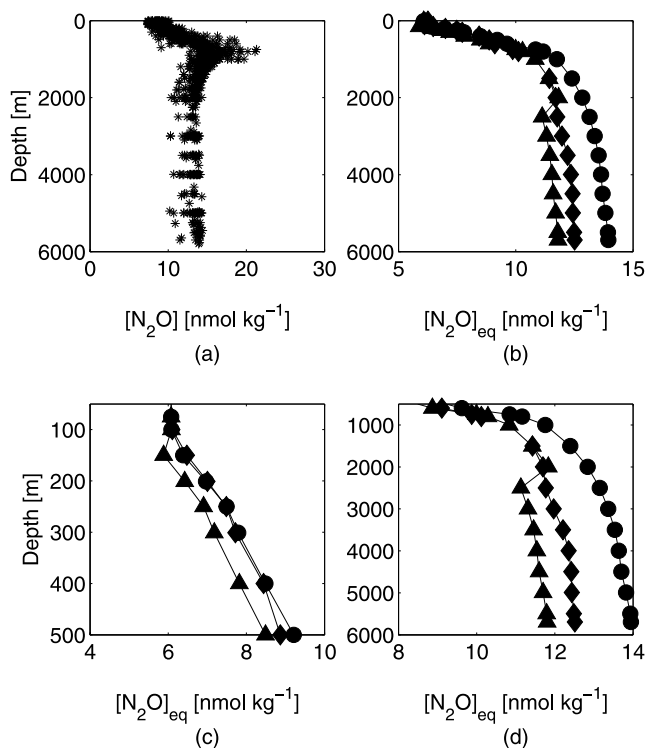 0
2000
4000
6000
Depth [m]
0 10 20 30
[N₂O] [nmol kg⁻¹]
(a)
0
2000
4000
6000
5 10 15
[N₂O]eq [nmol kg⁻¹]
(b)
100
200
300
400
500
Depth [m]
4 6 8 10
[N₂O]eq [nmol kg⁻¹]
(c)
1000
2000
3000
4000
5000
6000
8 10 12 14
[N₂O]eq [nmol kg⁻¹]
(d)